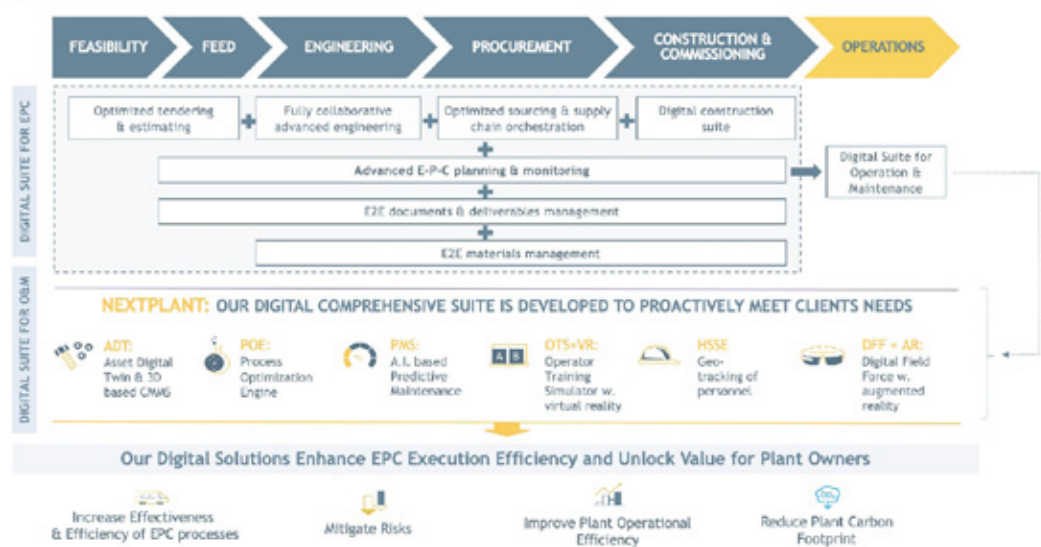 FEASIBILITY
FEED
ENGINEERING
PROCUREMENT
CONSTRUCTION &
COMMISSIONING
OPERATIONS
DIGITAL SUITE FOR EPC
Optimized tendering
& estimating
Fully collaborative
advanced engineering
Optimized sourcing & supply
chain orchestration
Digital construction
suite
Advanced E-P-C planning & monitoring
E2E documents & deliverables management
E2E materials management
Digital Suite for
Operation &
Maintenance
DIGITAL SUITE FOR O&M
NEXTPLANT: OUR DIGITAL COMPREHENSIVE SUITE IS DEVELOPED TO PROACTIVELY MEET CLIENTS NEEDS
ADT:
Asset Digital
Twin & 3D
based CMMS
POE:
Process
Optimization
Engine
PMS:
A.I. based
Predictive
Maintenance
A B
OTS+VR:
Operator
Training
Simulator w.
virtual reality
HSSE
Geo-
tracking of
personnel
DFF + AR:
Digital Field
Force w.
augmented
reality
Our Digital Solutions Enhance EPC Execution Efficiency and Unlock Value for Plant Owners
Increase Effectiveness
& Efficiency of EPC processes
Mitigate Risks
Improve Plant Operational
Efficiency
CO₂
Reduce Plant Carbon
Footprint